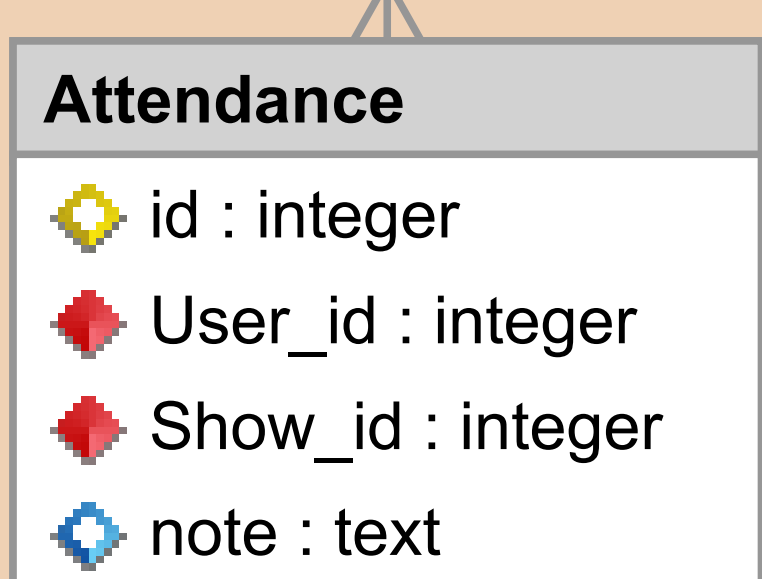 Attendance
id : integer
User_id : integer
Show_id : integer
note : text